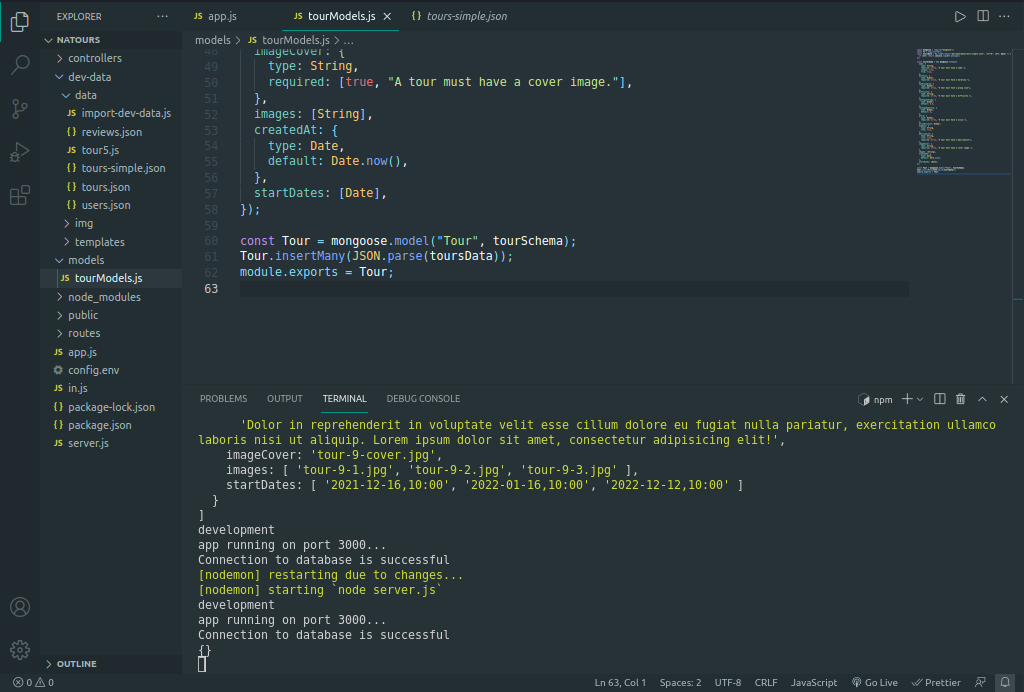 EXPLORER
app.js
tourModels.js
tours-simple.json
NATOURS
controllers
dev-data
data
import-dev-data.js
reviews.json
tour5.js
tours-simple.json
tours.json
users.json
img
templates
models
tourModels.js
node_modules
public
routes
app.js
config.env
in.js
package-lock.json
package.json
server.js
OUTLINE
models > JS tourModels.js > ...
48 imageCover: {
49 type: String,
50 required: [true, "A tour must have a cover image."],
51 },
52 images: [String],
53 createdAt: {
54 type: Date,
55 default: Date.now(),
56 },
57 startDates: [Date],
58 });
59
60 const Tour = mongoose.model("Tour", tourSchema);
61 Tour.insertMany(JSON.parse(toursData));
62 module.exports = Tour;
63
PROBLEMS OUTPUT TERMINAL DEBUG CONSOLE npm
'Dolor in reprehenderit in voluptate velit esse cillum dolore eu fugiat nulla pariatur, exercitation ullamco
laboris nisi ut aliquip. Lorem ipsum dolor sit amet, consectetur adipisicing elit!',
imageCover: 'tour-9-cover.jpg',
images: [ 'tour-9-1.jpg', 'tour-9-2.jpg', 'tour-9-3.jpg' ],
startDates: [ '2021-12-16,10:00', '2022-01-16,10:00', '2022-12-12,10:00' ]
}
]
development
app running on port 3000...
Connection to database is successful
[nodemon] restarting due to changes...
[nodemon] starting `node server.js`
development
app running on port 3000...
Connection to database is successful
{}
0 0 Ln 63, Col 1 Spaces: 2 UTF-8 CRLF JavaScript Go Live Prettier